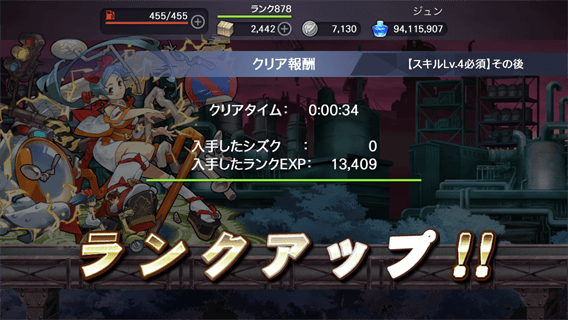 455/455
ランク878
2,442
7,130
ジュン
94,115,907
クリア報酬
【スキルLv.4必須】その後
クリアタイム： 0:00:34
入手したシズク ： 0
入手したランクEXP： 13,409
ランクアップ!!